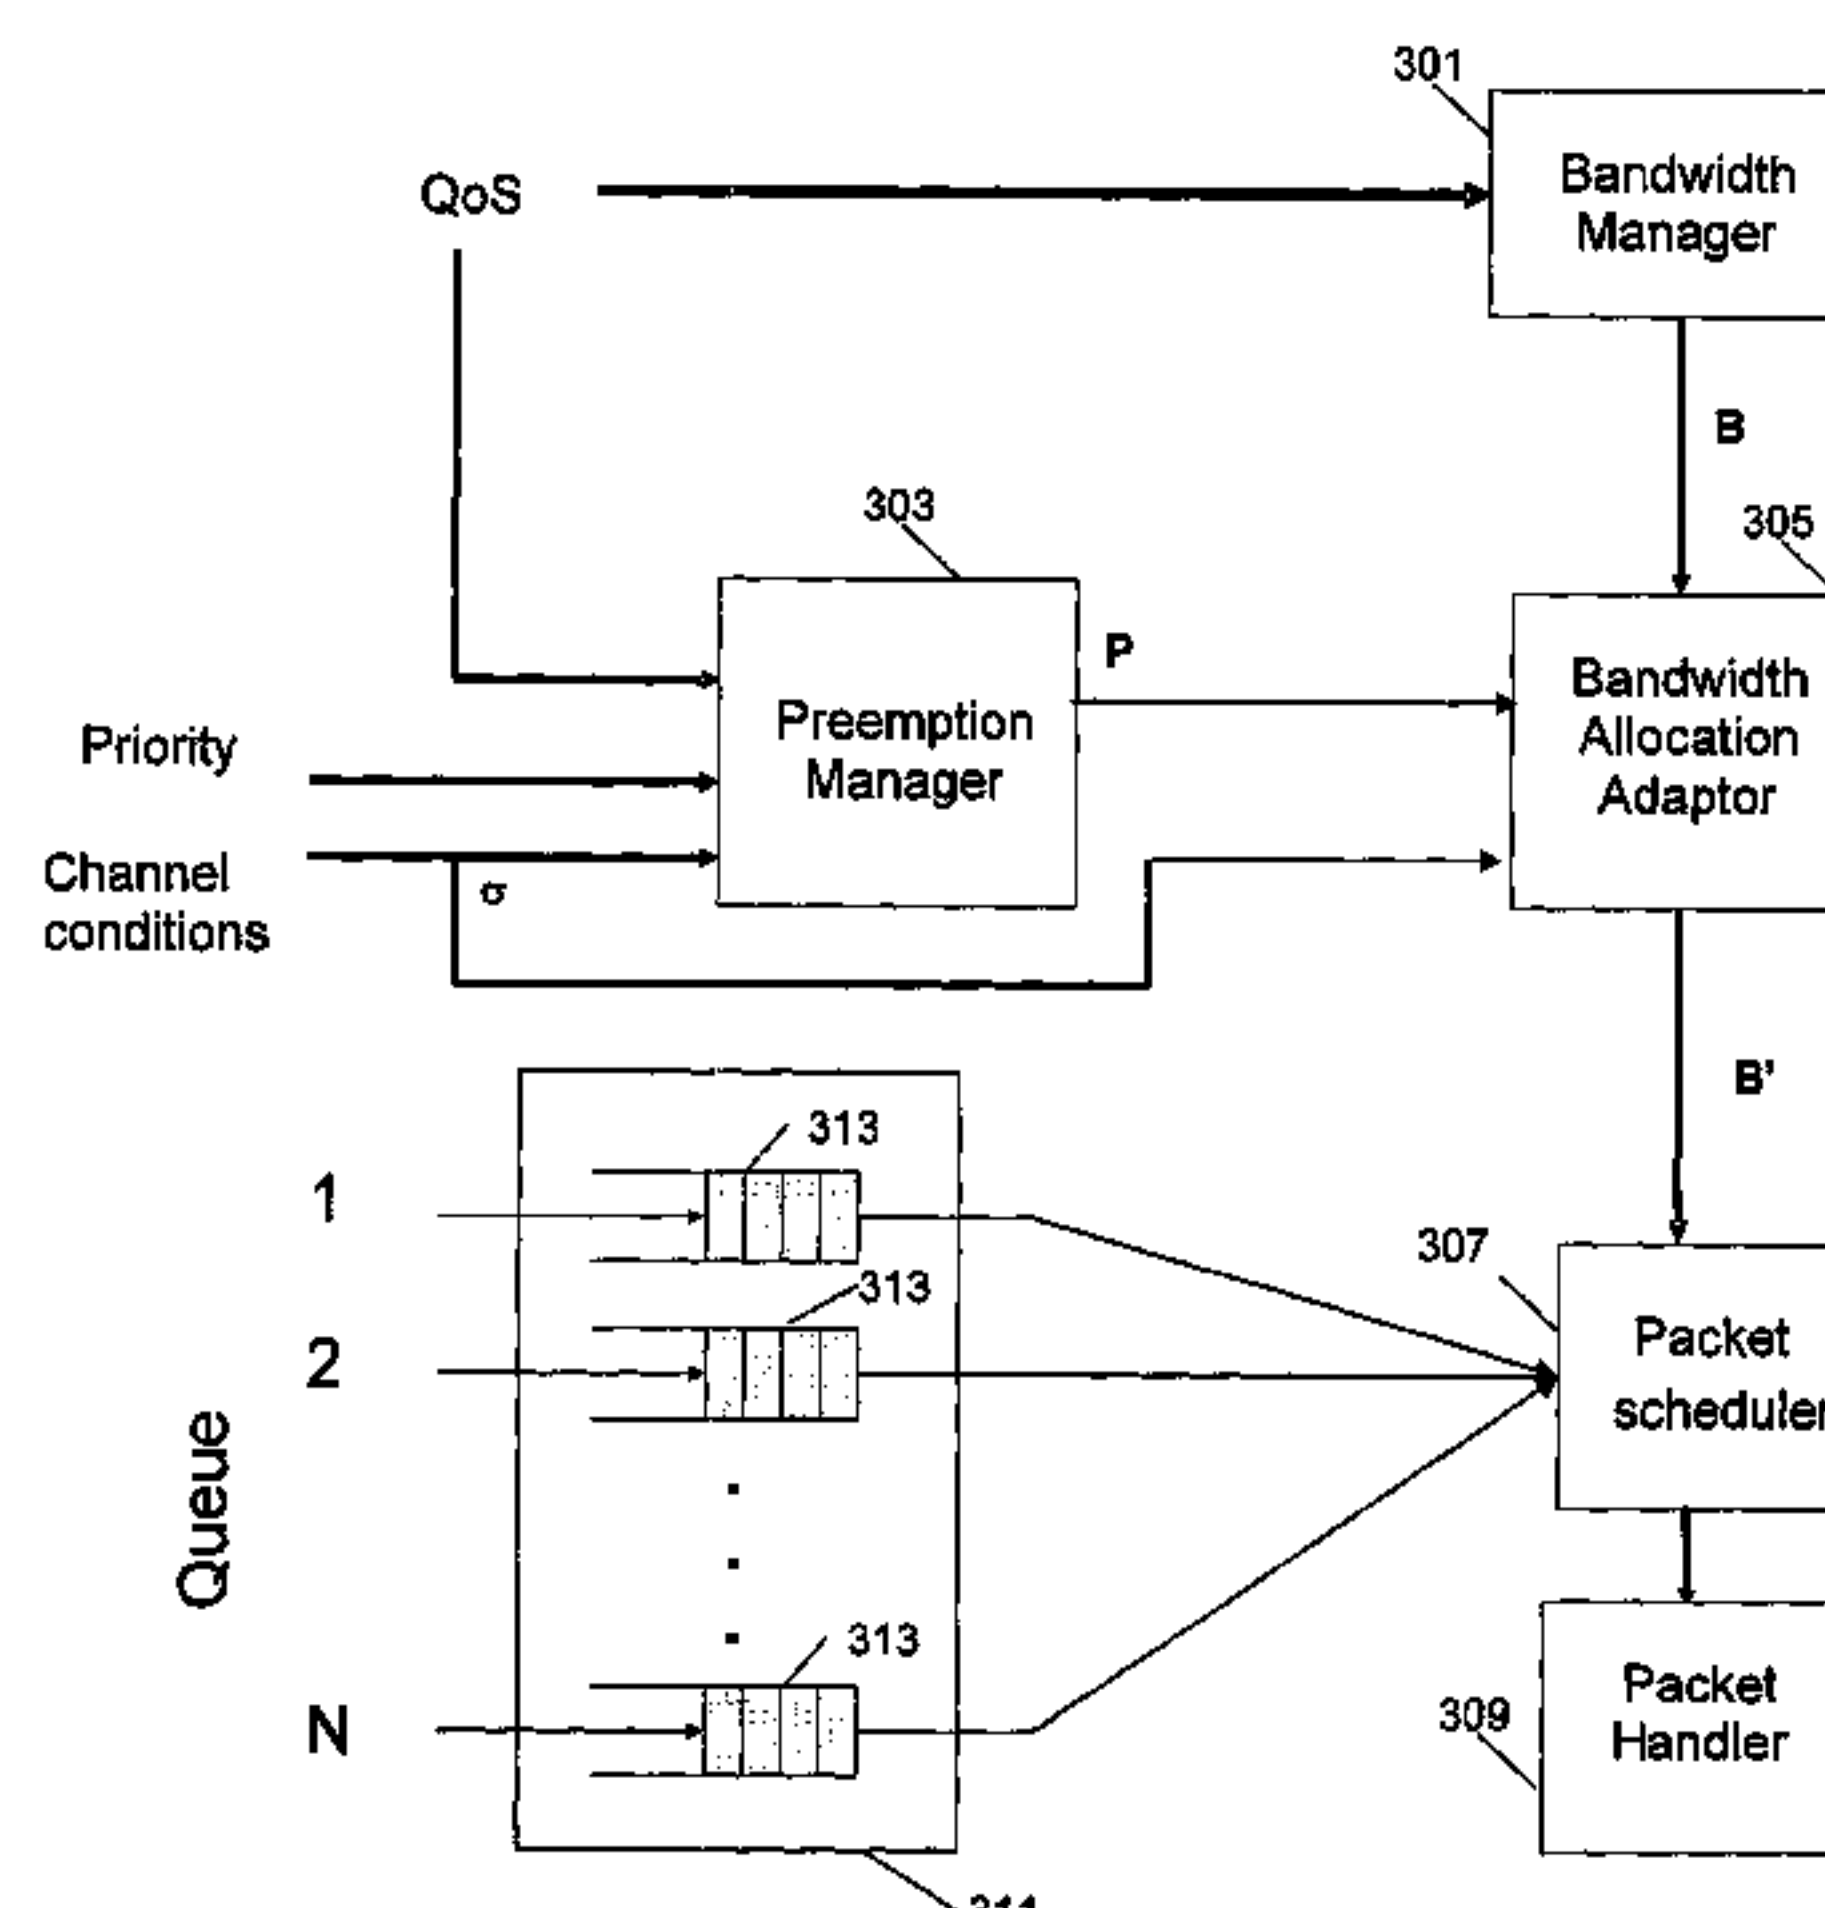 301
Bandwidth
Manager
QoS
B
303
305
P
Preemption
Manager
Bandwidth
Allocation
Adaptor
Priority
Channel
conditions
σ
B'
313
1
307
313
2
Packet
scheduler
Queue
313
N
Packet
Handler
309
311